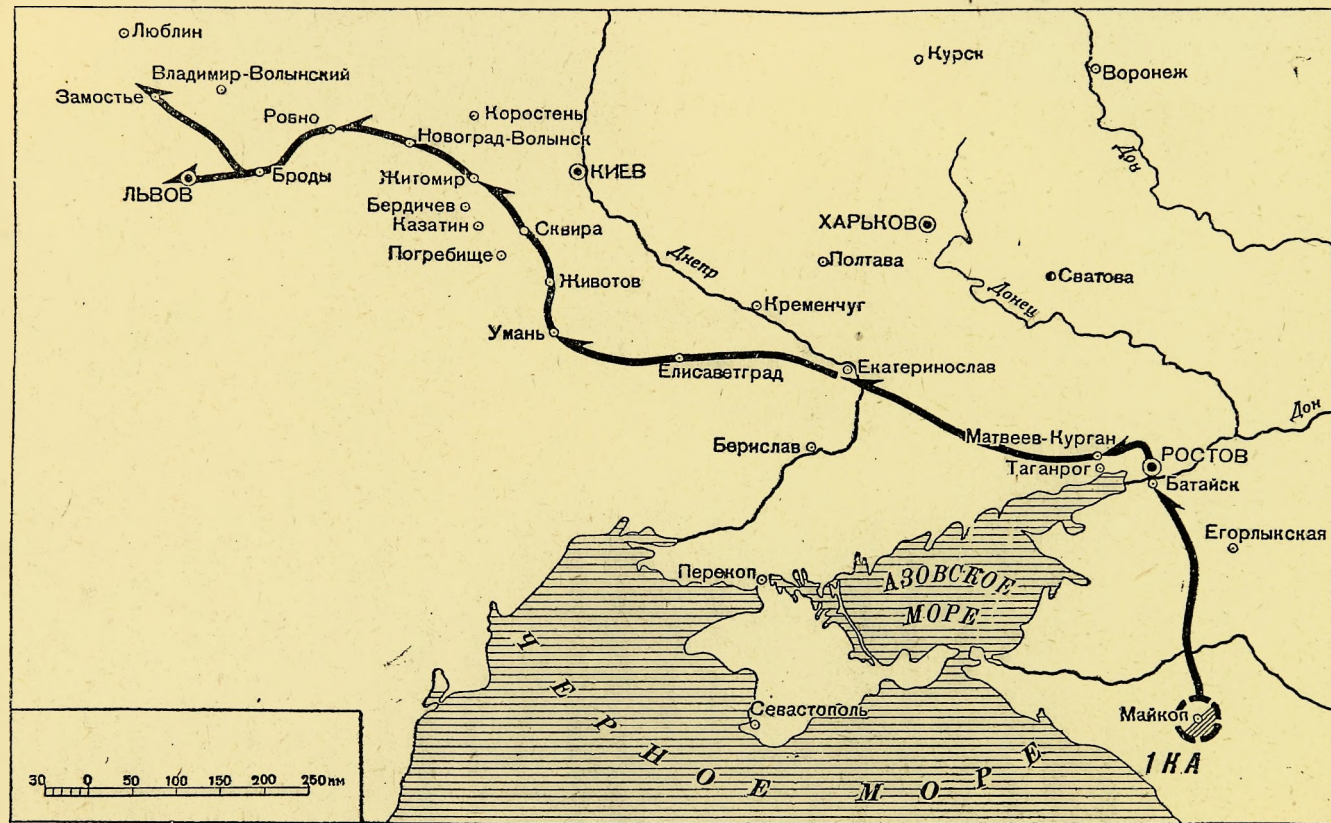 Люблин
Курск
Воронеж
Владимир-Волынский
Замостье
Коростень
Ровно
Новоград-Волынск
Дон
КИЕВ
Броды
Житомир
ЛЬВОВ
Бердичев
Казатин
Сквира
ХАРЬКОВ
Погребище
Днепр
Полтава
Сватова
Животов
Донец
Кременчуг
Умань
Елисаветград
Екатеринослав
Дон
Матвеев-Курган
Берислав
Таганрог
РОСТОВ
Батайск
Егорлыкская
Перекоп
АЗОВСКОЕ
МОРЕ
Севастополь
Майкоп
1КА
ЧЕРНОЕ МОРЕ
30 0 50 100 150 200 250км